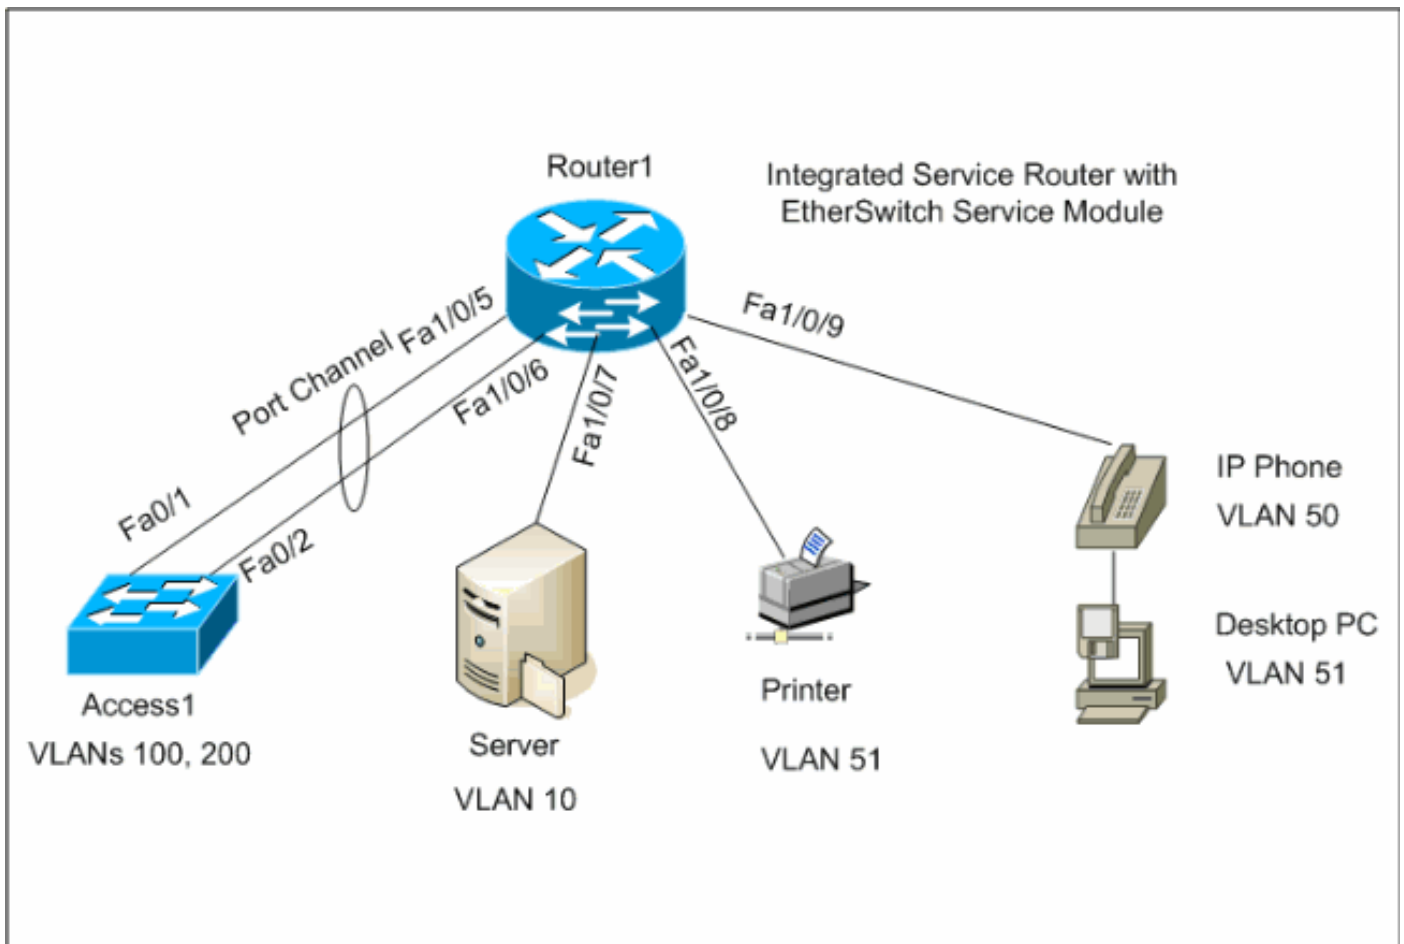 Router1
Integrated Service Router with
EtherSwitch Service Module
Port Channel
Fa1/0/5
Fa1/0/6
Fa1/0/7
Fa1/0/8
Fa1/0/9
Fa0/1
Fa0/2
Access1
VLANs 100, 200
Server
VLAN 10
Printer
VLAN 51
IP Phone
VLAN 50
Desktop PC
VLAN 51